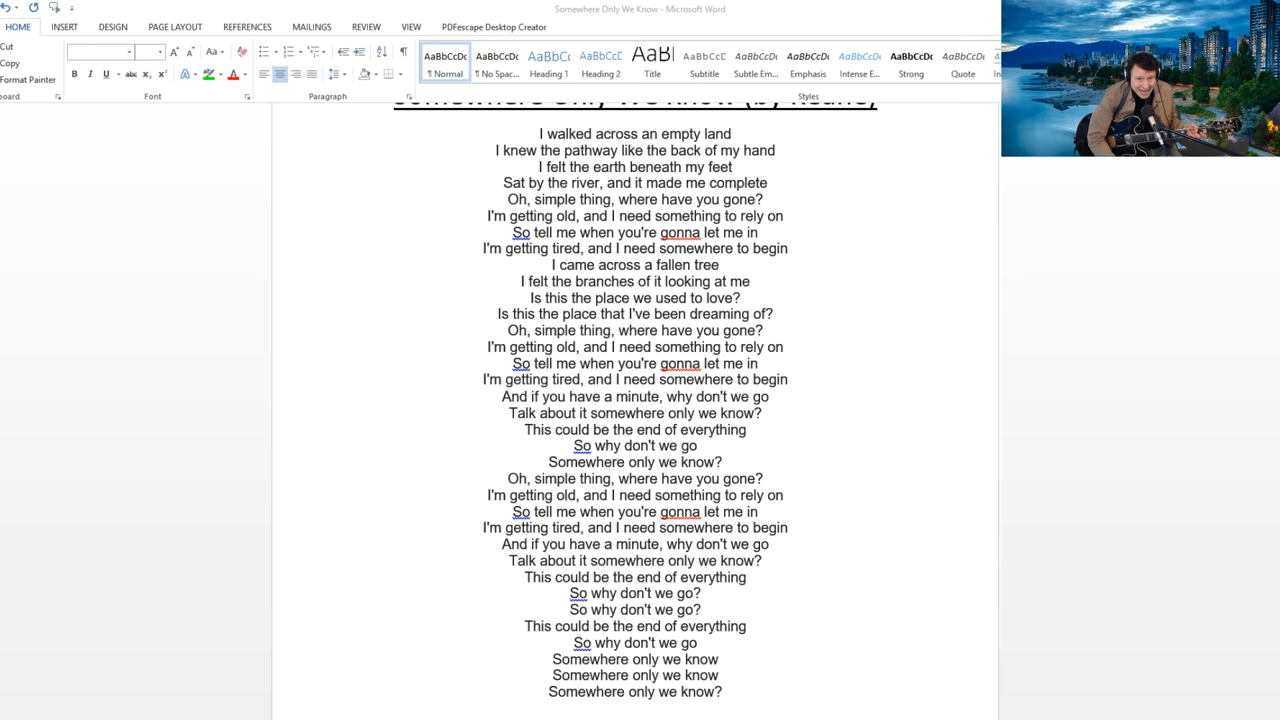 Somewhere Only We Know - Microsoft Word
HOME INSERT DESIGN PAGE LAYOUT REFERENCES MAILINGS REVIEW VIEW PDFescape Desktop Creator
Cut
Copy
Format Painter
AaBbCcDc AaBbCcDc AaBbCc AaBbCcD AaBl AaBbCcD AaBbCcDc AaBbCcDc AaBbCcDc AaBbCcDc AaBbCcDc
¶ Normal ¶ No Spac... Heading 1 Heading 2 Title Subtitle Subtle Em... Emphasis Intense E... Strong Quote In
board Font Paragraph Styles
Somewhere Only We Know (by Keane)
I walked across an empty land
I knew the pathway like the back of my hand
I felt the earth beneath my feet
Sat by the river, and it made me complete
Oh, simple thing, where have you gone?
I'm getting old, and I need something to rely on
So tell me when you're gonna let me in
I'm getting tired, and I need somewhere to begin
I came across a fallen tree
I felt the branches of it looking at me
Is this the place we used to love?
Is this the place that I've been dreaming of?
Oh, simple thing, where have you gone?
I'm getting old, and I need something to rely on
So tell me when you're gonna let me in
I'm getting tired, and I need somewhere to begin
And if you have a minute, why don't we go
Talk about it somewhere only we know?
This could be the end of everything
So why don't we go
Somewhere only we know?
Oh, simple thing, where have you gone?
I'm getting old, and I need something to rely on
So tell me when you're gonna let me in
I'm getting tired, and I need somewhere to begin
And if you have a minute, why don't we go
Talk about it somewhere only we know?
This could be the end of everything
So why don't we go?
So why don't we go?
This could be the end of everything
So why don't we go
Somewhere only we know
Somewhere only we know
Somewhere only we know?